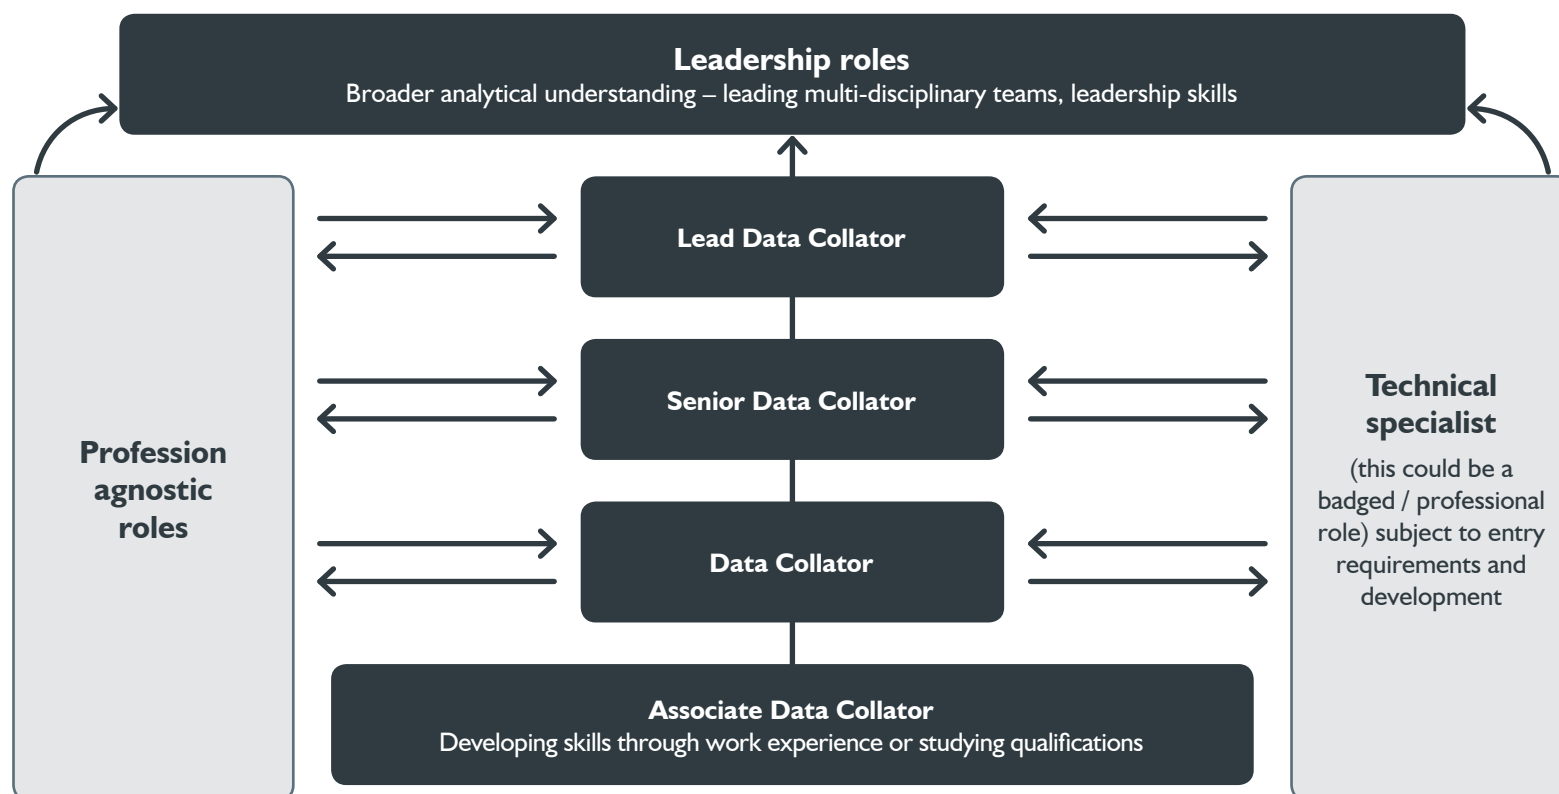 Leadership roles
Broader analytical understanding – leading multi-disciplinary teams, leadership skills
Lead Data Collator
Senior Data Collator
Data Collator
Associate Data Collator
Developing skills through work experience or studying qualifications
Profession
agnostic
roles
Technical
specialist
(this could be a
badged / professional
role) subject to entry
requirements and
development